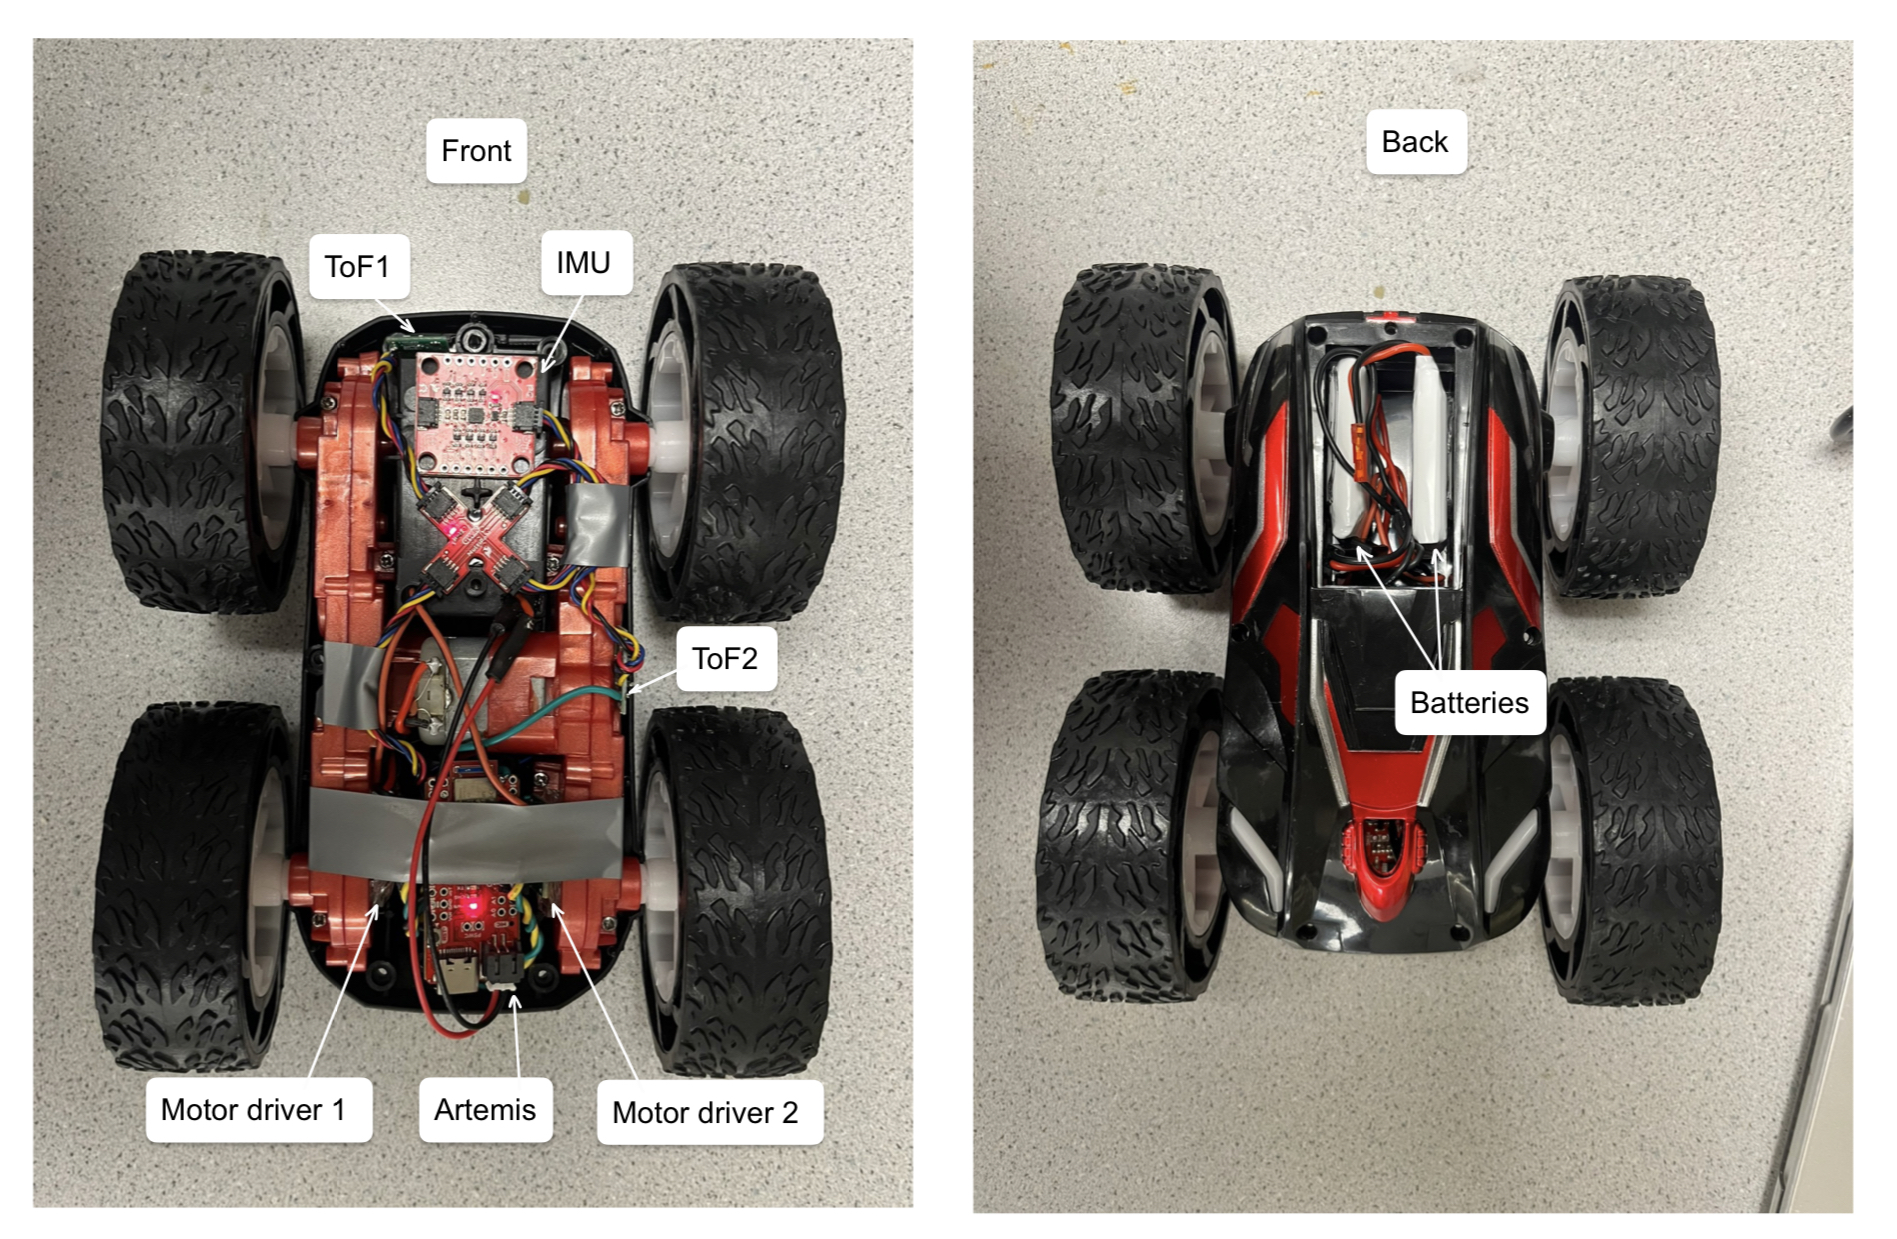 Front
ToF1
IMU
ToF2
Motor driver 1
Artemis
Motor driver 2
Back
Batteries